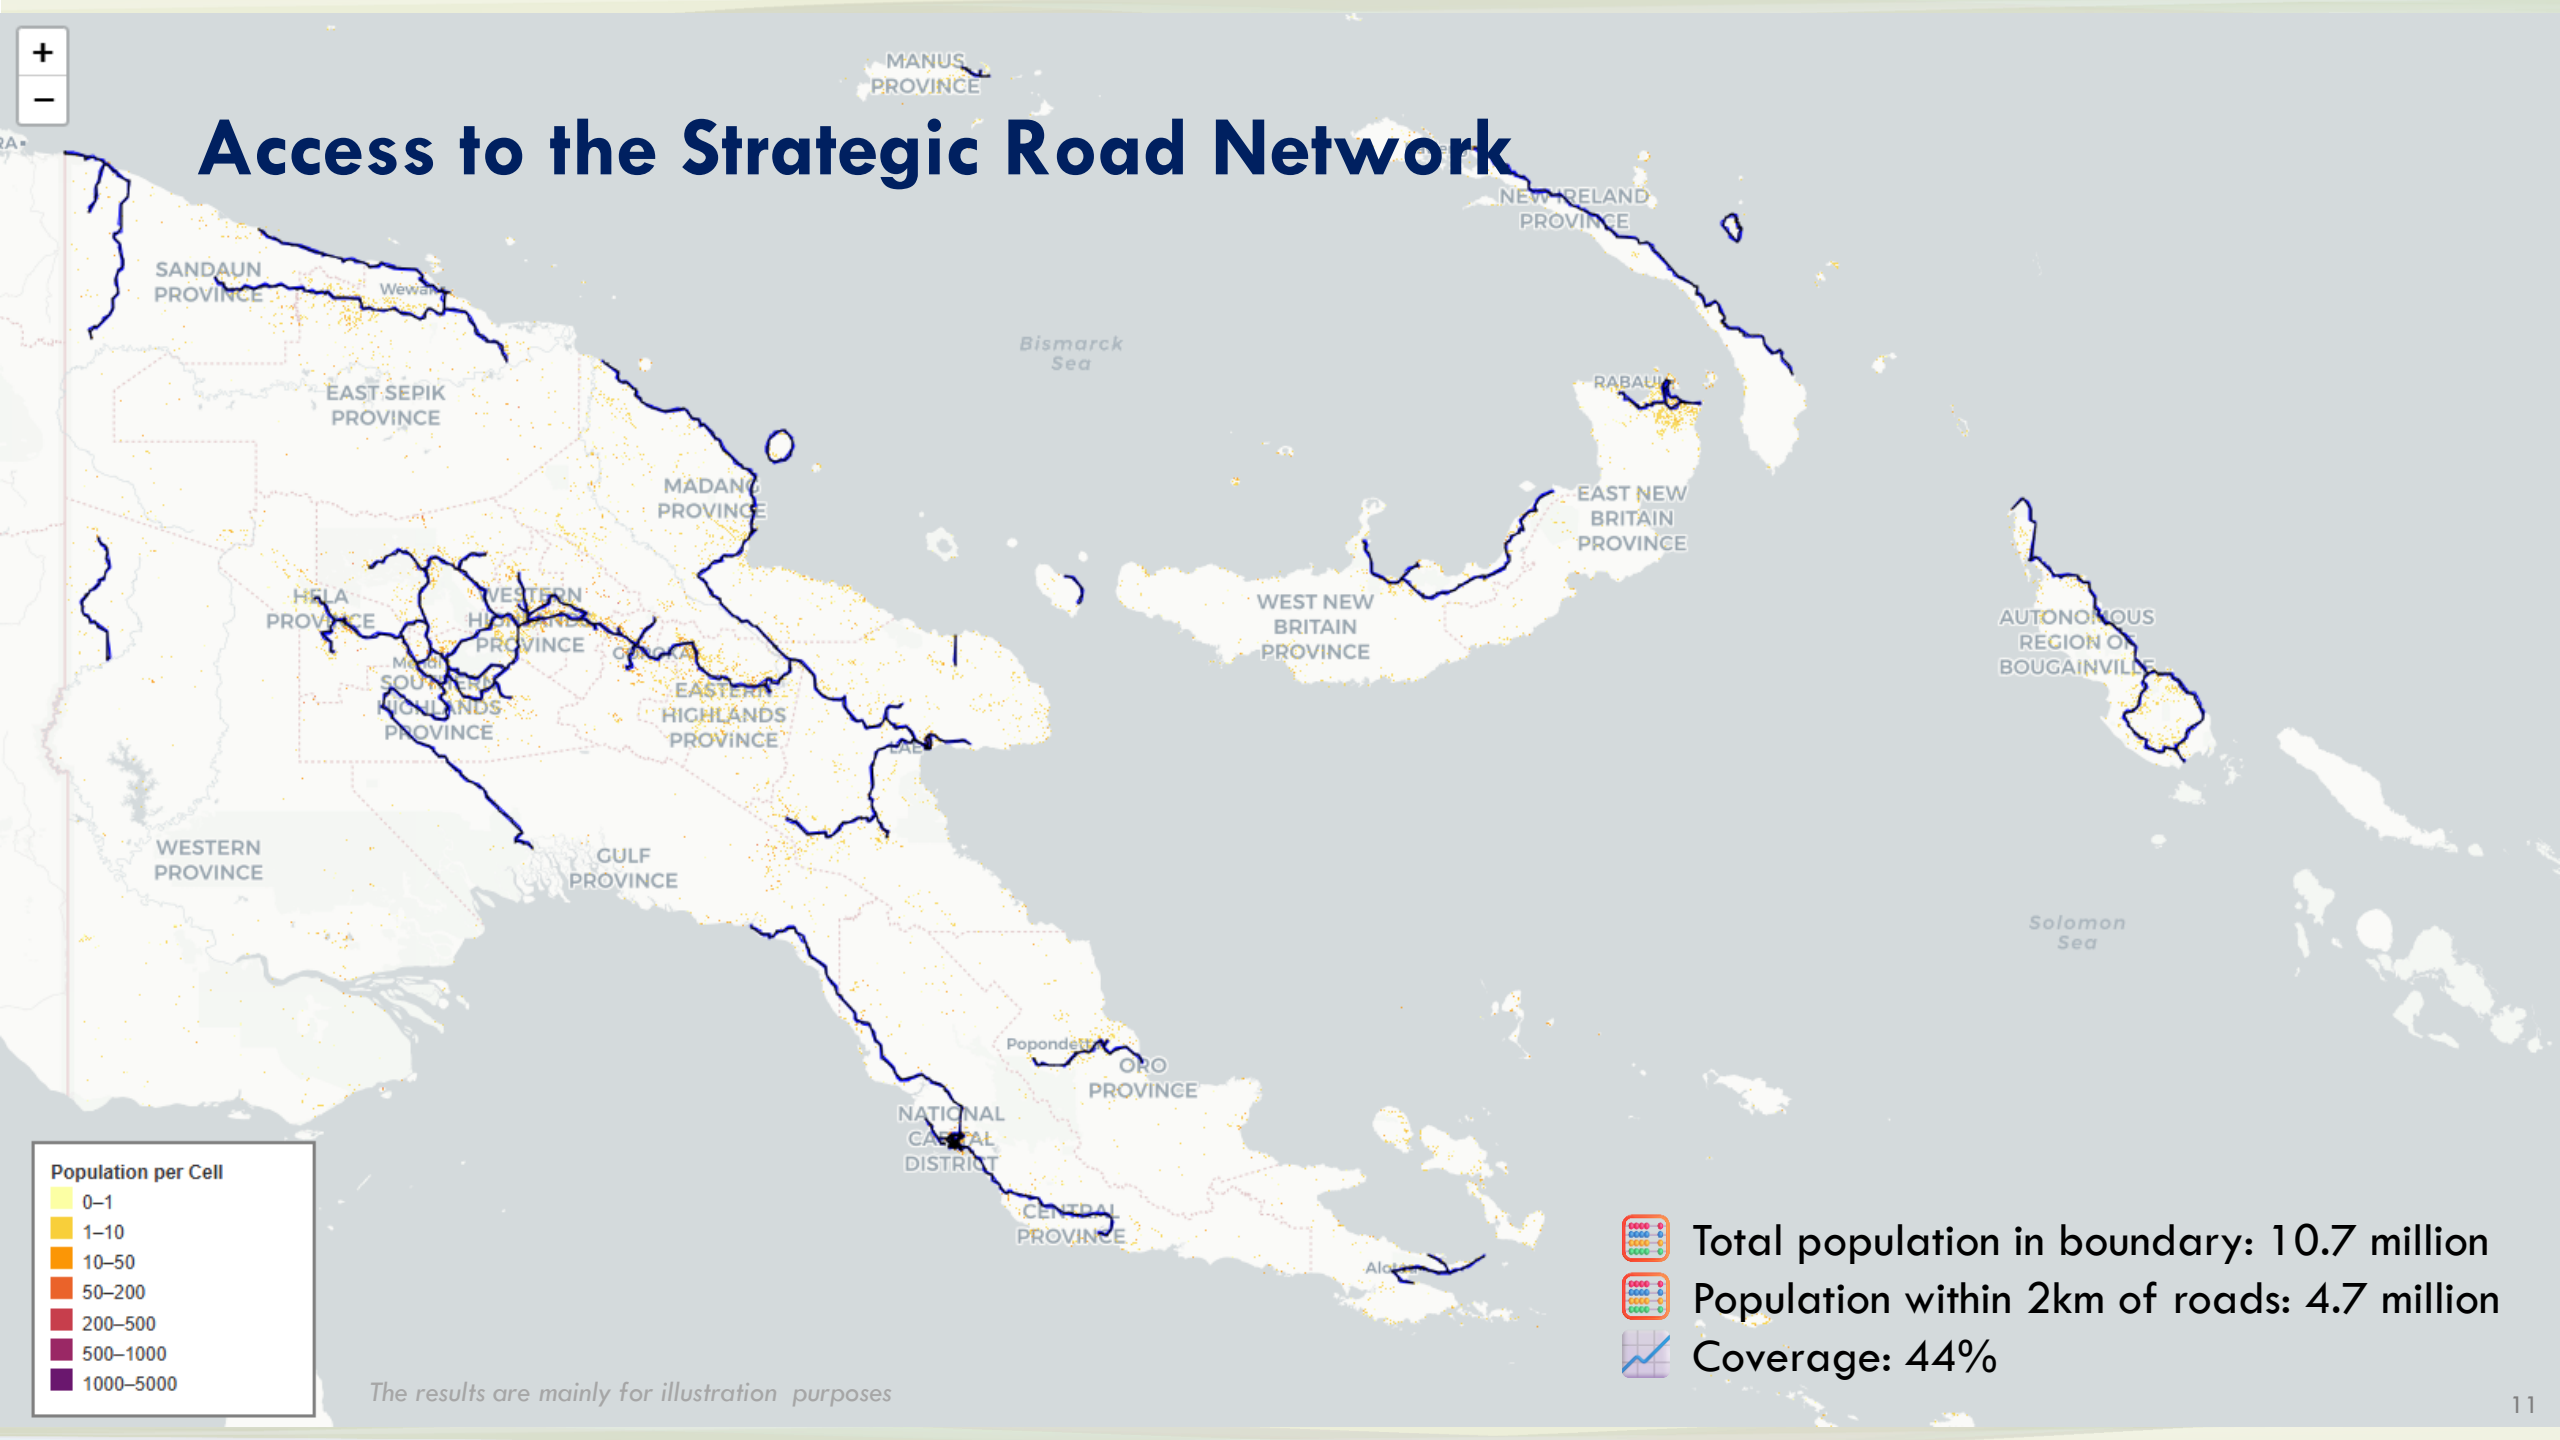 +
−
MANUS
PROVINCE
Access to the Strategic Road Network
NEW IRELAND
PROVINCE
SANDAUN
PROVINCE
Wewak
Bismarck
Sea
RABAUL
EAST SEPIK
PROVINCE
MADANG
PROVINCE
EAST NEW
BRITAIN
PROVINCE
HELA
PROVINCE
WESTERN
HIGHLANDS
PROVINCE
WEST NEW
BRITAIN
PROVINCE
AUTONOMOUS
REGION OF
BOUGAINVILLE
GOROKA
Mendi
SOUTHERN
HIGHLANDS
PROVINCE
EASTERN
HIGHLANDS
PROVINCE
LAE
WESTERN
PROVINCE
GULF
PROVINCE
Solomon
Sea
Popondetta
ORO
PROVINCE
NATIONAL
CAPITAL
DISTRICT
CENTRAL
PROVINCE
Alotau
Population per Cell
0–1
1–10
10–50
50–200
200–500
500–1000
1000–5000
Total population in boundary: 10.7 million
Population within 2km of roads: 4.7 million
Coverage: 44%
The results are mainly for illustration purposes
11